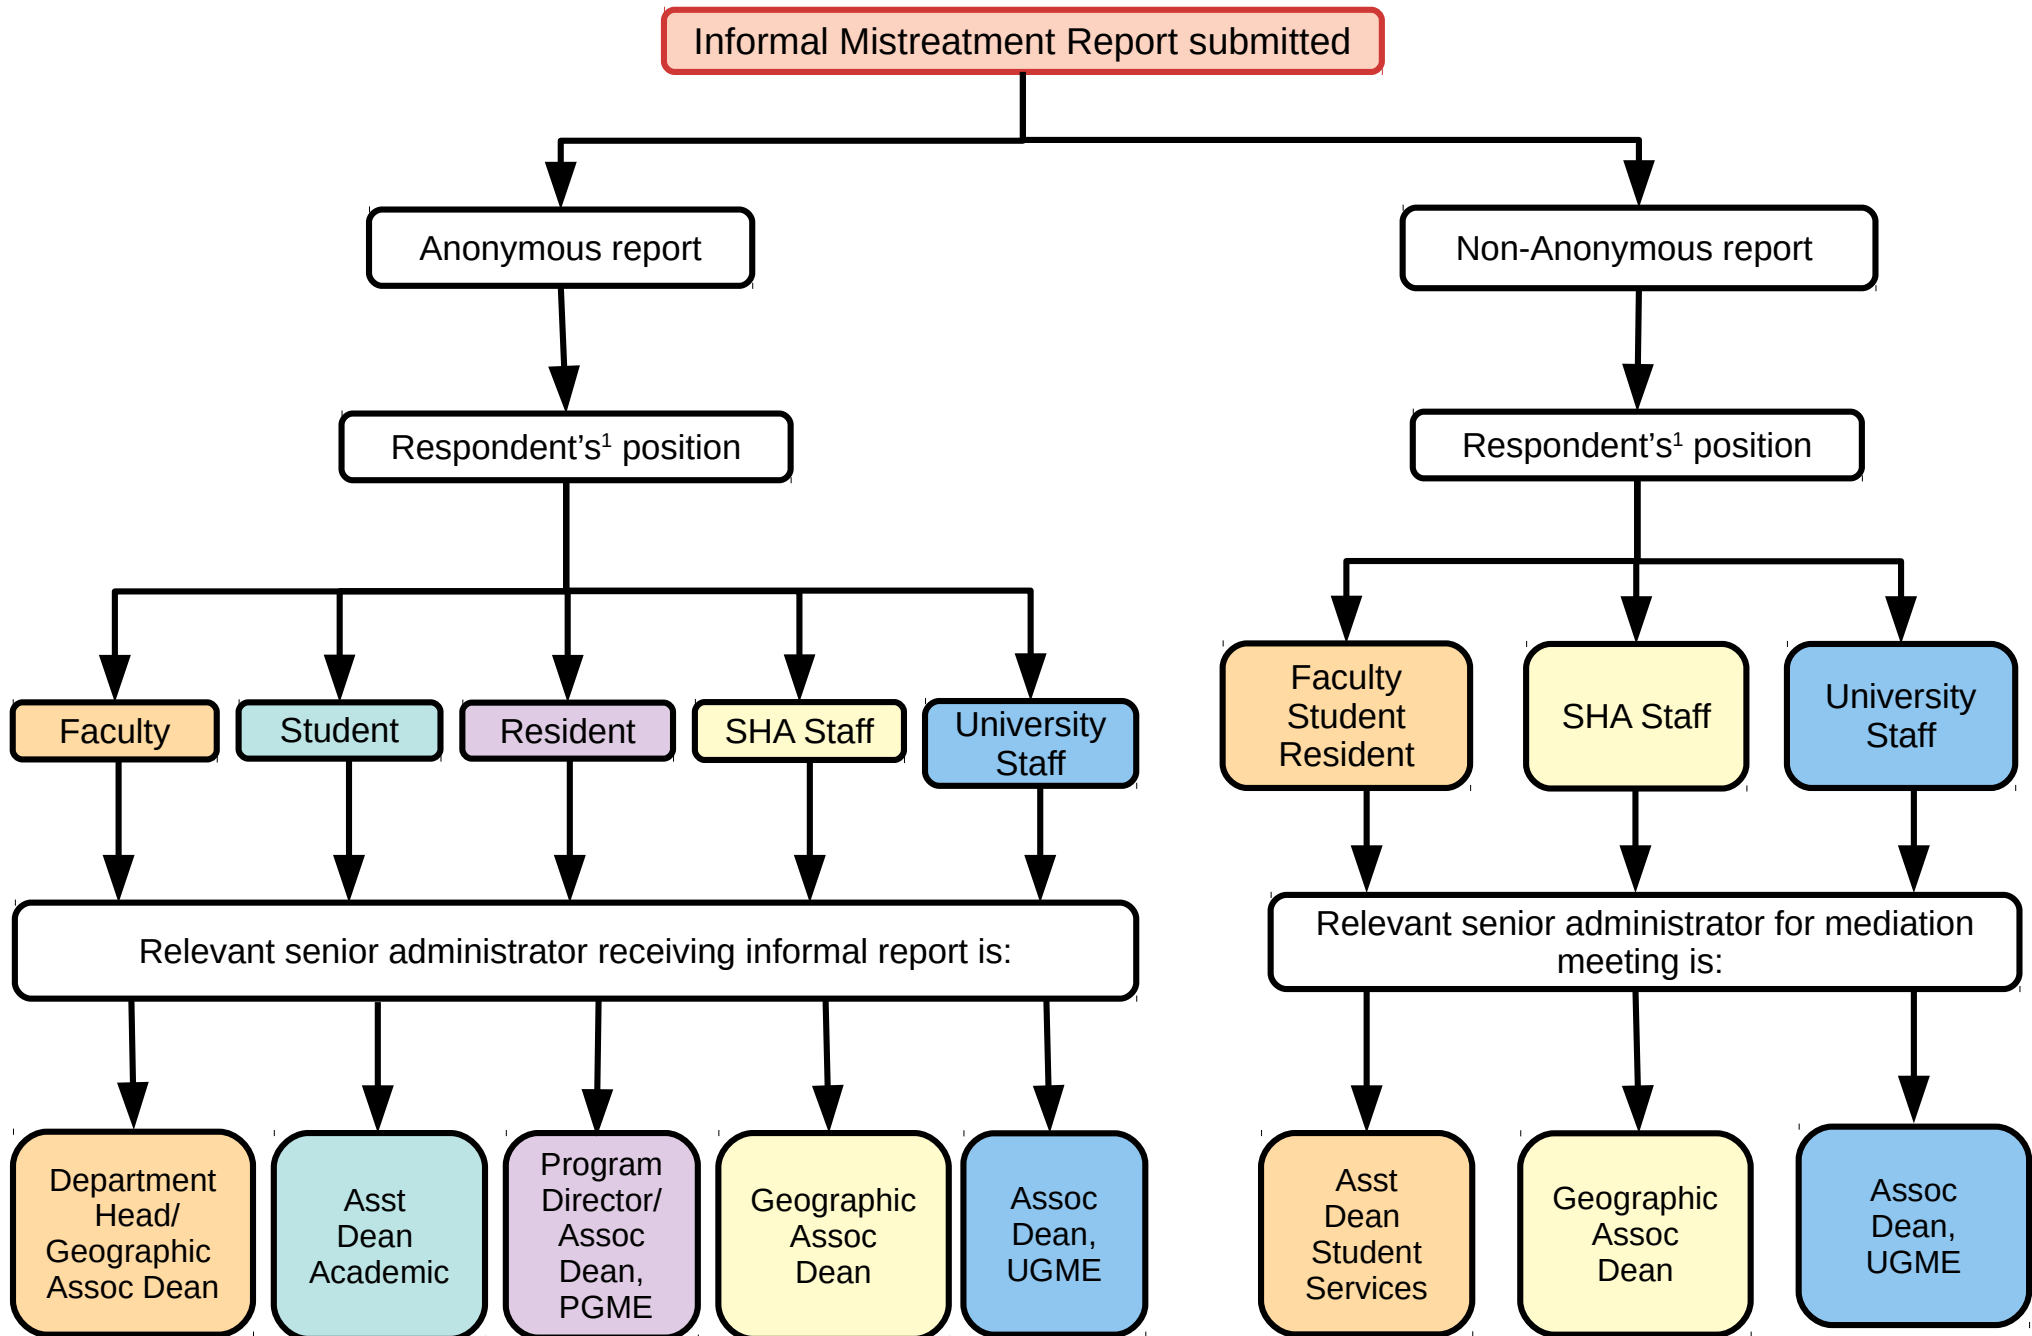 Informal Mistreatment Report submitted
Anonymous report
Non-Anonymous report
Respondent’s¹ position
Respondent’s¹ position
Faculty
Student
Resident
SHA Staff
University
Staff
Faculty
Student
Resident
SHA Staff
University
Staff
Relevant senior administrator receiving informal report is:
Relevant senior administrator for mediation
meeting is:
Department
Head/
Geographic
Assoc Dean
Asst
Dean
Academic
Program
Director/
Assoc
Dean,
PGME
Geographic
Assoc
Dean
Assoc
Dean,
UGME
Asst
Dean
Student
Services
Geographic
Assoc
Dean
Assoc
Dean,
UGME